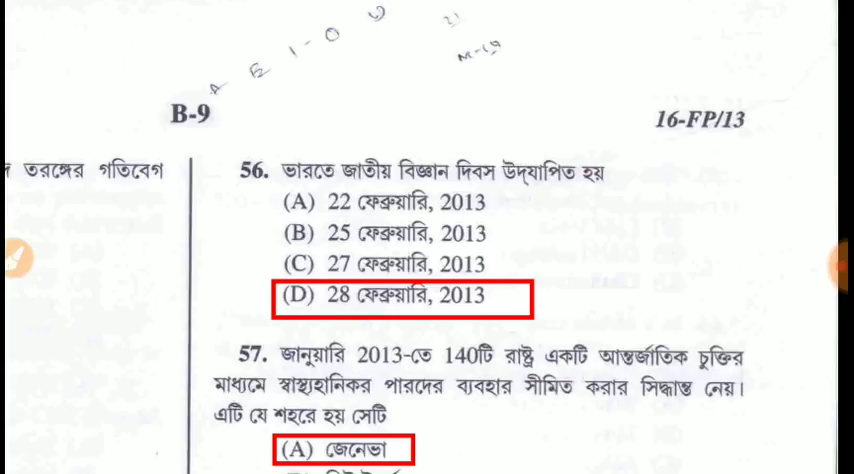 B-9
16-FP/13
তরঙ্গের গতিবেগ
56. ভারতে জাতীয় বিজ্ঞান দিবস উদ্‌যাপিত হয়
(A) 22 ফেব্রুয়ারি, 2013
(B) 25 ফেব্রুয়ারি, 2013
(C) 27 ফেব্রুয়ারি, 2013
(D) 28 ফেব্রুয়ারি, 2013
57. জানুয়ারি 2013-তে 140টি রাষ্ট্র একটি আন্তর্জাতিক চুক্তির
মাধ্যমে স্বাস্থ্যহানিকর পারদের ব্যবহার সীমিত করার সিদ্ধান্ত নেয়।
এটি যে শহরে হয় সেটি
(A) জেনেভা